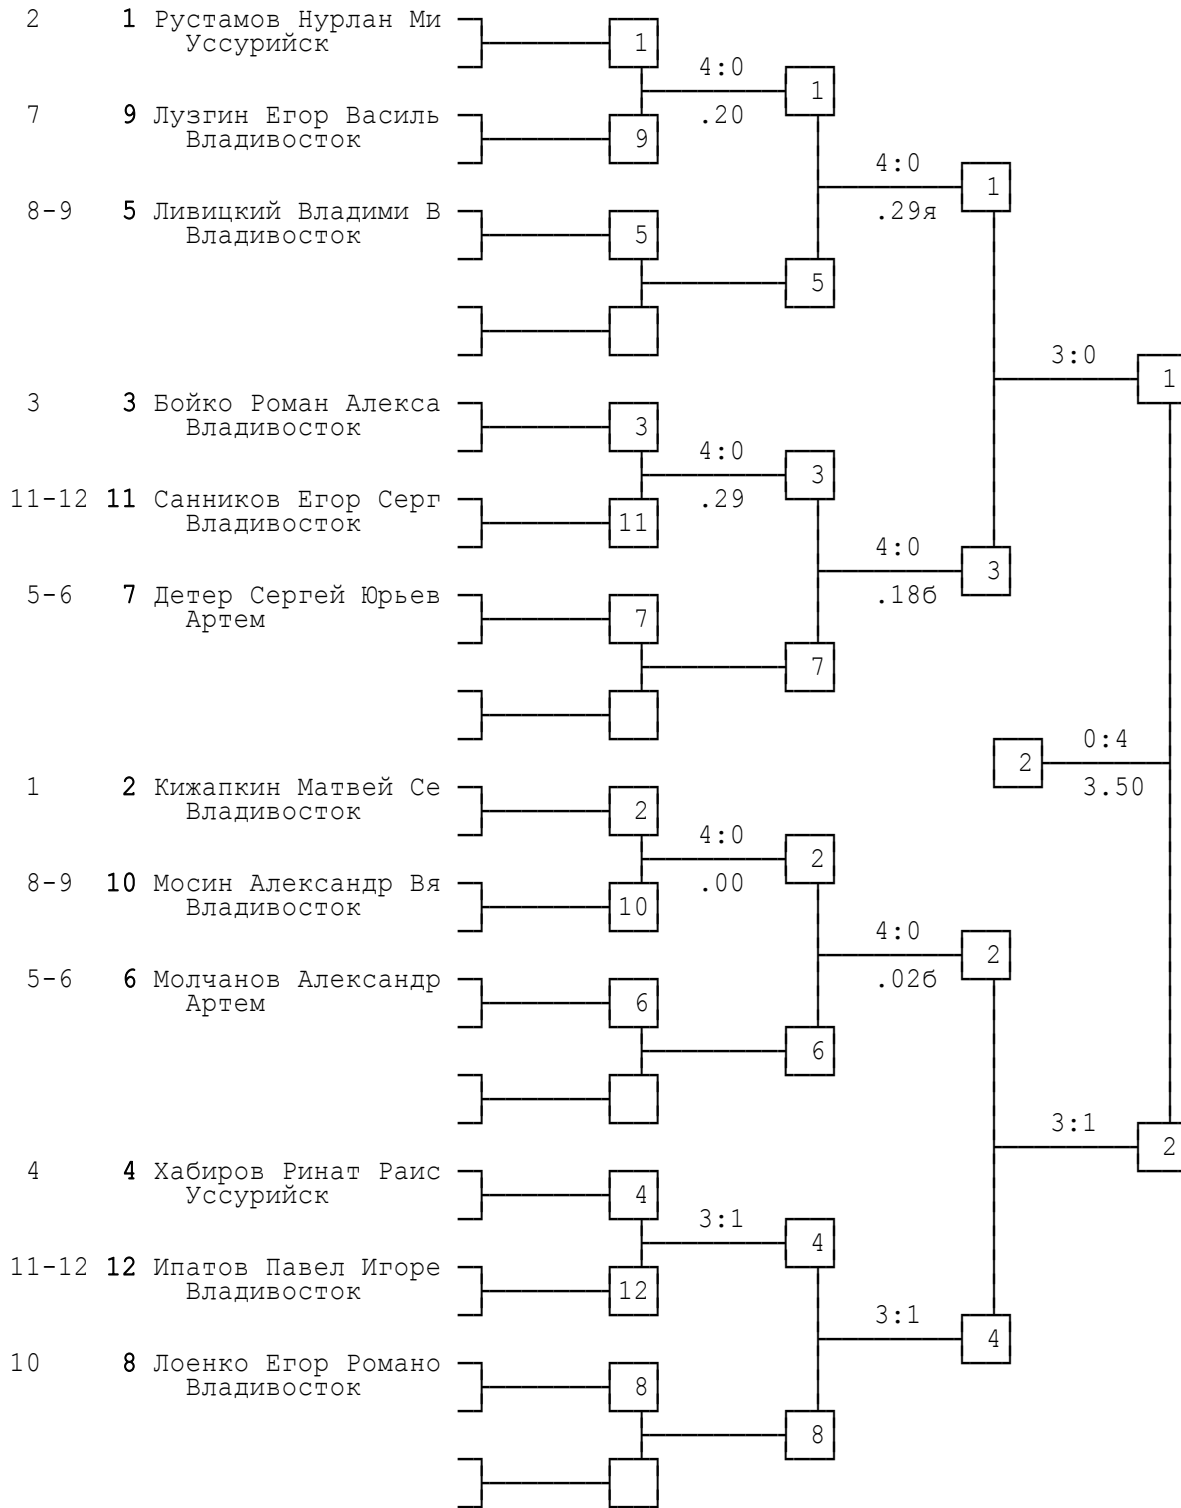 2 1 Рустамов Нурлан Ми
Уссурийск
1
4:0
1
.20
7 9 Лузгин Егор Василь
Владивосток
9
4:0
1
.29я
8-9 5 Ливицкий Владими В
Владивосток
5
5
3:0
1
3 3 Бойко Роман Алекса
Владивосток
3
4:0
3
.29
11-12 11 Санников Егор Серг
Владивосток
11
4:0
3
.18б
5-6 7 Детер Сергей Юрьев
Артем
7
7
2
0:4
3.50
1 2 Кижапкин Матвей Се
Владивосток
2
4:0
2
.00
8-9 10 Мосин Александр Вя
Владивосток
10
4:0
2
.02б
5-6 6 Молчанов Александр
Артем
6
6
3:1
2
4 4 Хабиров Ринат Раис
Уссурийск
4
3:1
4
11-12 12 Ипатов Павел Игоре
Владивосток
12
3:1
4
10 8 Лоенко Егор Романо
Владивосток
8
8